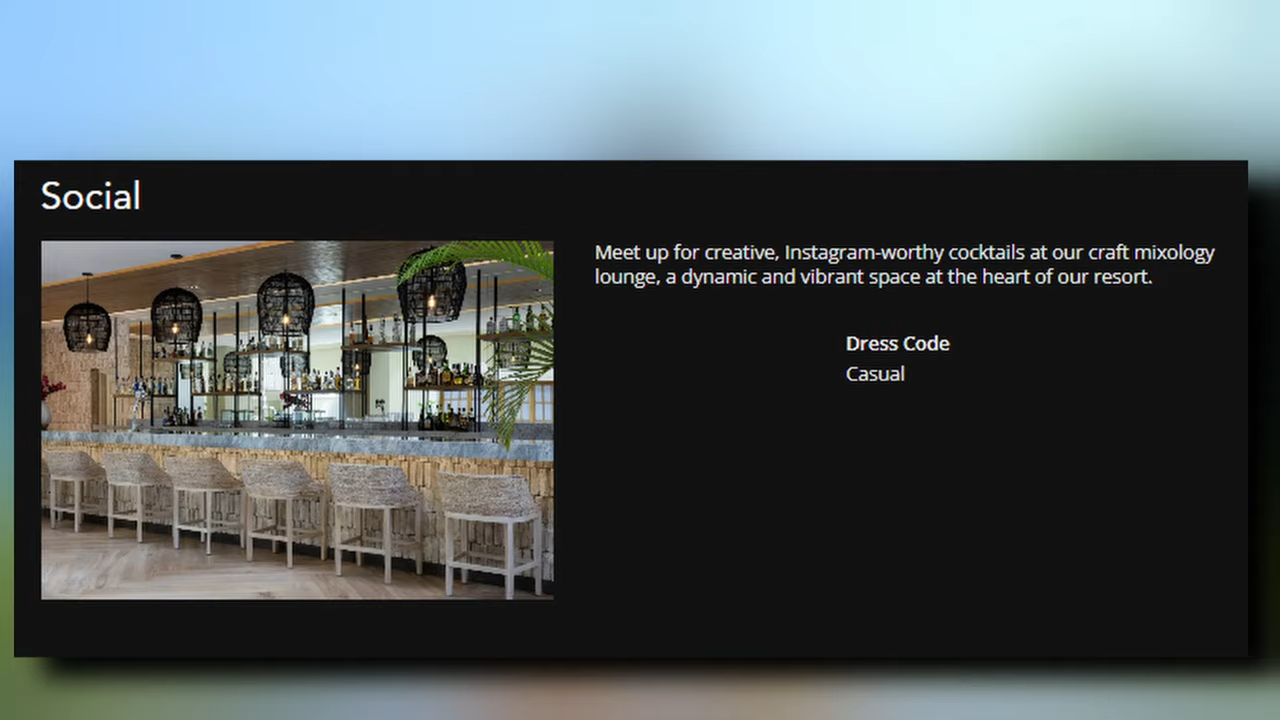 Social
Meet up for creative, Instagram-worthy cocktails at our craft mixology
lounge, a dynamic and vibrant space at the heart of our resort.
Dress Code
Casual